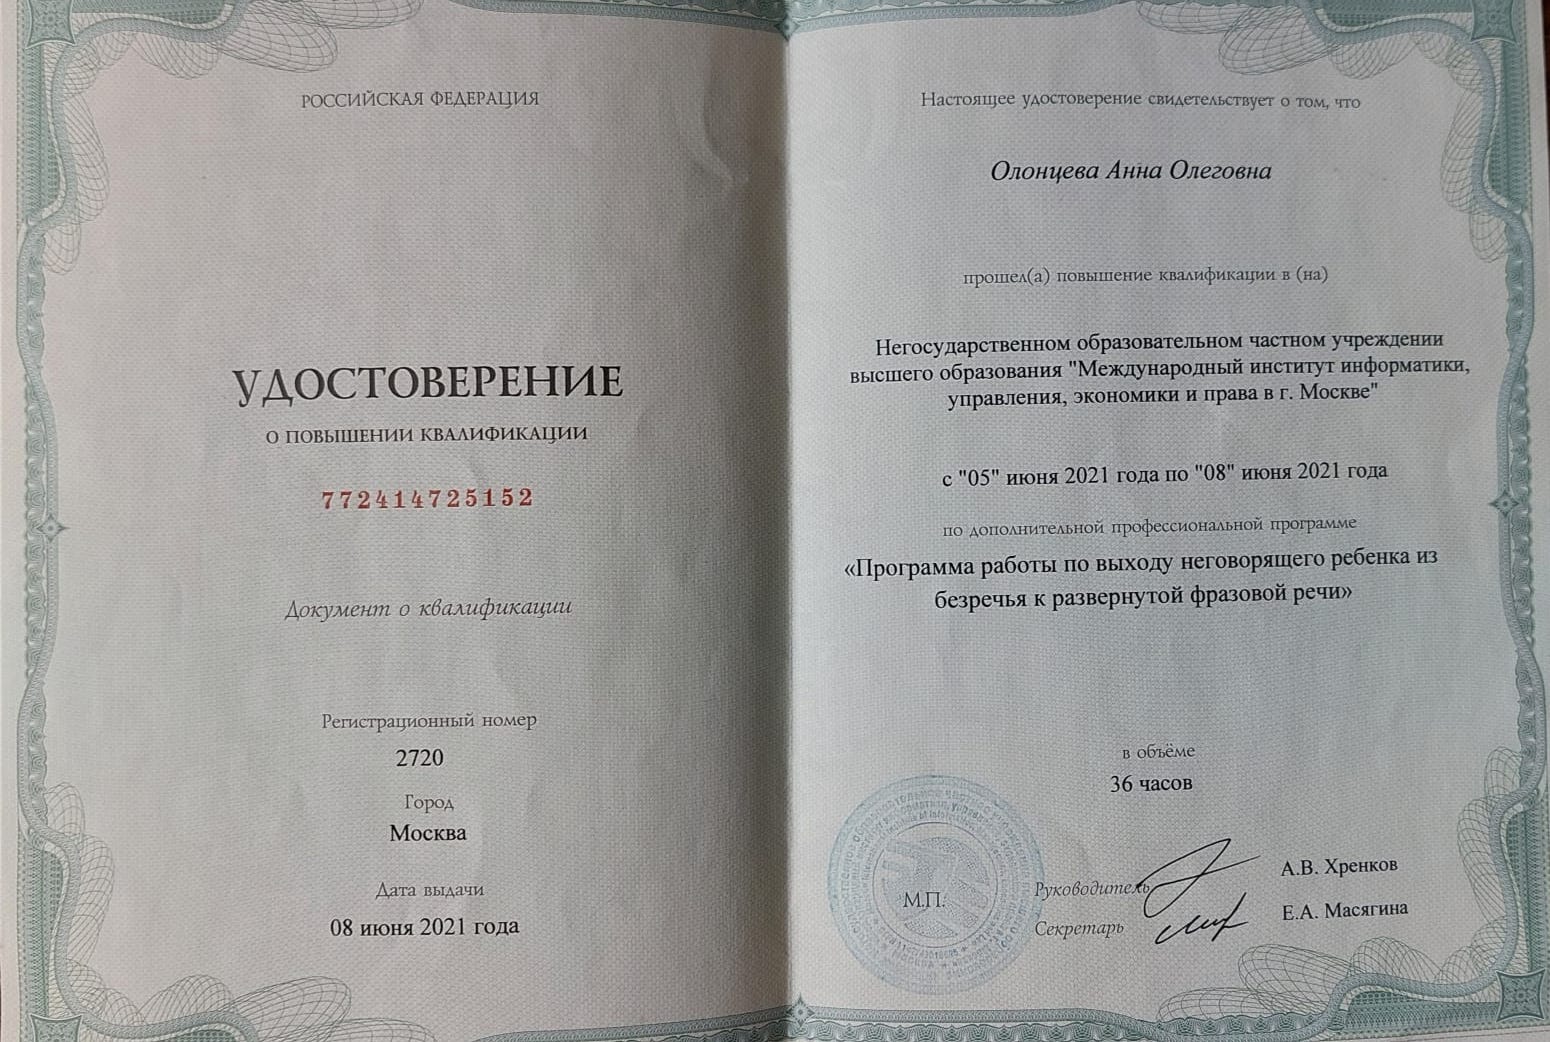 РОССИЙСКАЯ ФЕДЕРАЦИЯ
УДОСТОВЕРЕНИЕ
О ПОВЫШЕНИИ КВАЛИФИКАЦИИ
772414725152
Документ о квалификации
Регистрационный номер
2720
Город
Москва
Дата выдачи
08 июня 2021 года
Настоящее удостоверение свидетельствует о том, что
Олонцева Анна Олеговна
прошел(а) повышение квалификации в (на)
Негосударственном образовательном частном учреждении
высшего образования "Международный институт информатики,
управления, экономики и права в г. Москве"
с "05" июня 2021 года по "08" июня 2021 года
по дополнительной профессиональной программе
«Программа работы по выходу неговорящего ребенка из
безречья к развернутой фразовой речи»
в объёме
36 часов
М.П.
Руководитель
А.В. Хренков
Секретарь
Е.А. Масягина